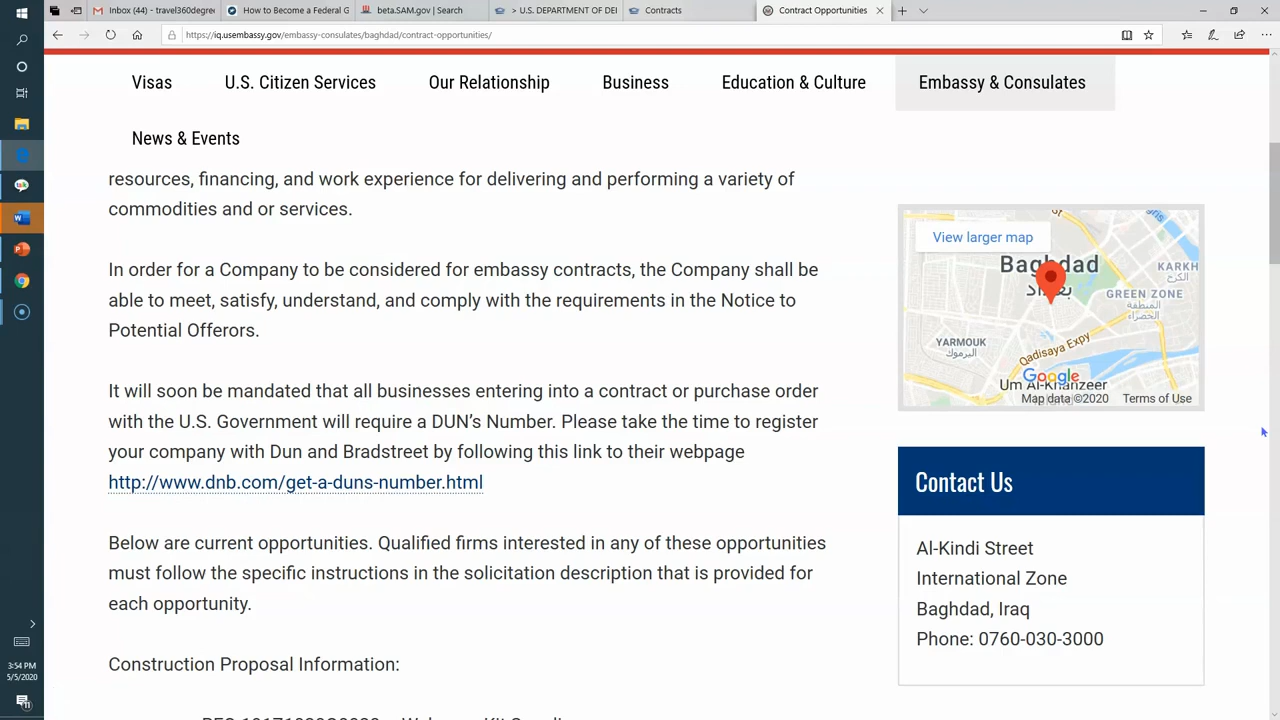 Inbox (44) - travel360degree
How to Become a Federal G
beta.SAM.gov | Search
> U.S. DEPARTMENT OF DEI
Contracts
Contract Opportunities
https://iq.usembassy.gov/embassy-consulates/baghdad/contract-opportunities/
Visas
U.S. Citizen Services
Our Relationship
Business
Education & Culture
Embassy & Consulates
News & Events
resources, financing, and work experience for delivering and performing a variety of
commodities and or services.
In order for a Company to be considered for embassy contracts, the Company shall be
able to meet, satisfy, understand, and comply with the requirements in the Notice to
Potential Offerors.
It will soon be mandated that all businesses entering into a contract or purchase order
with the U.S. Government will require a DUN's Number. Please take the time to register
your company with Dun and Bradstreet by following this link to their webpage
http://www.dnb.com/get-a-duns-number.html
Below are current opportunities. Qualified firms interested in any of these opportunities
must follow the specific instructions in the solicitation description that is provided for
each opportunity.
Construction Proposal Information:
View larger map
Baghdad
بغداد
KARKH
الكرخ
GREEN ZONE
المنطقة
الخضراء
YARMOUK
اليرموك
Qadisaya Expy
Google
Um Al-Khanzeer
Map data ©2020
Terms of Use
Contact Us
Al-Kindi Street
International Zone
Baghdad, Iraq
Phone: 0760-030-3000
3:54 PM
5/5/2020